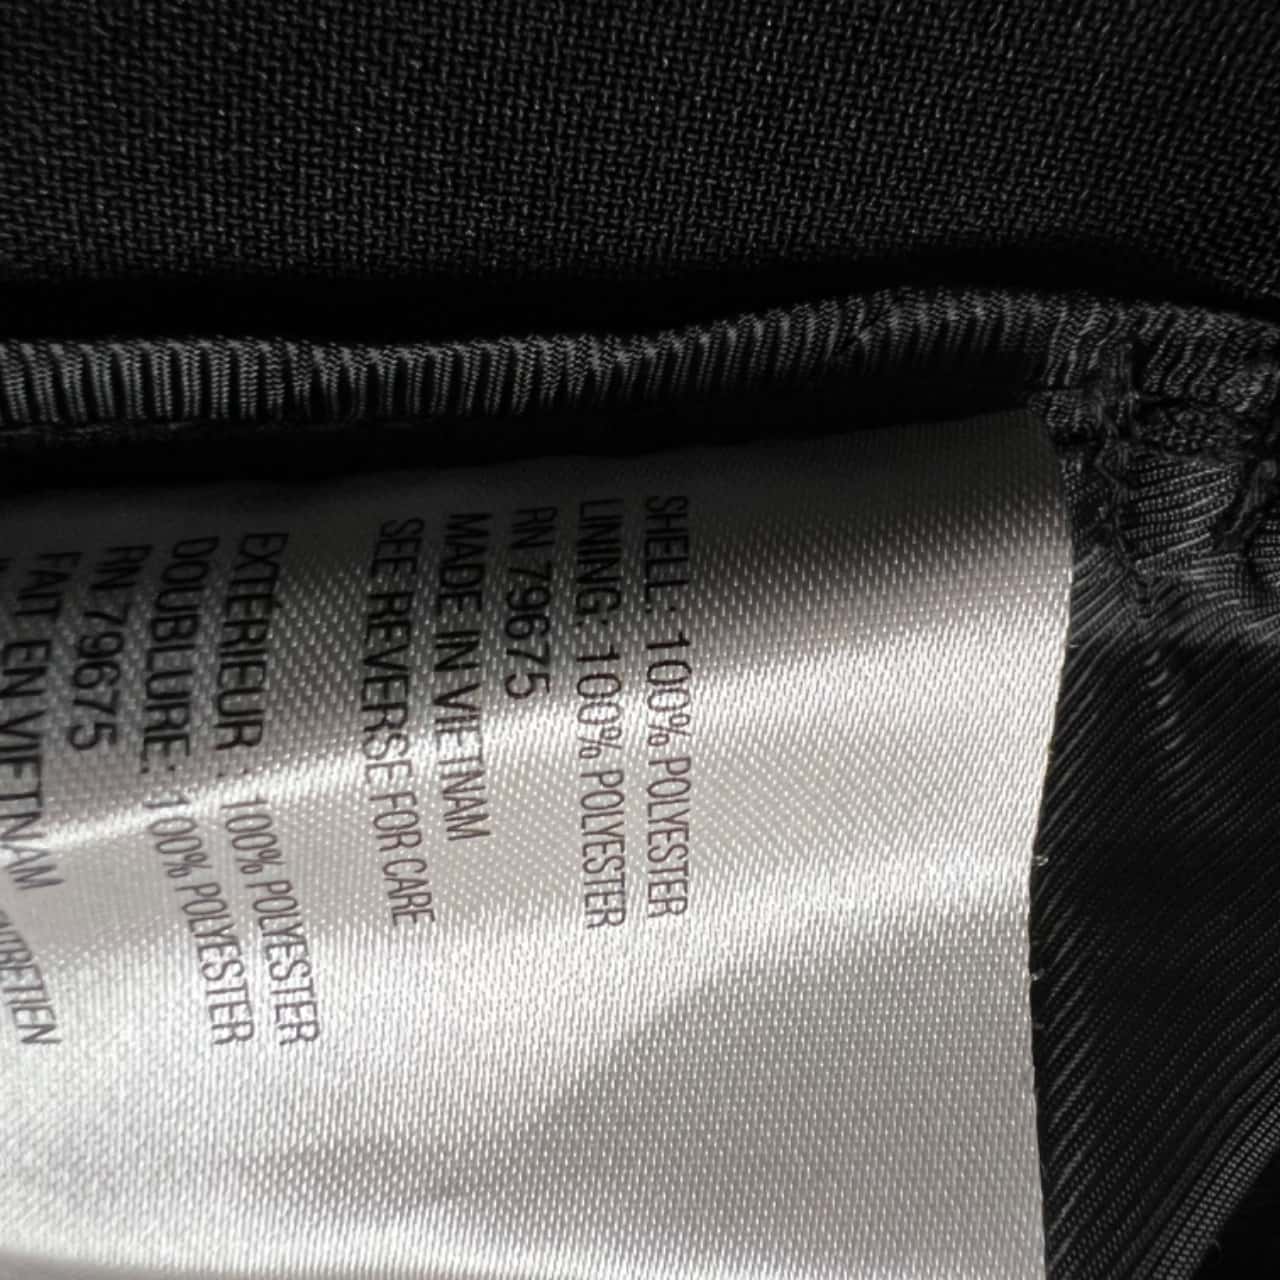 SHELL: 100% POLYESTER
LINING: 100% POLYESTER
RN 79675
MADE IN VIETNAM
SEE REVERSE FOR CARE
EXTÉRIEUR : 100% POLYESTER
DOUBLURE: 100% POLYESTER
RN 79675
FAIT EN VIETNAM